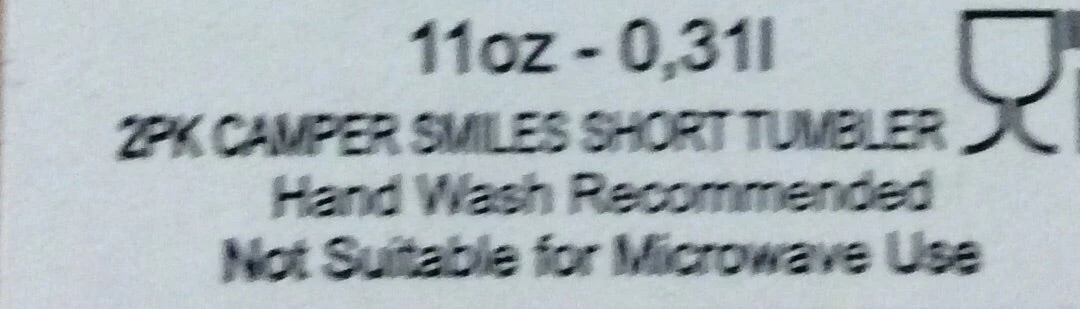 11oz - 0,31l
2PK CAMPER SMILES SHORT TUMBLER
Hand Wash Recommended
Not Suitable for Microwave Use